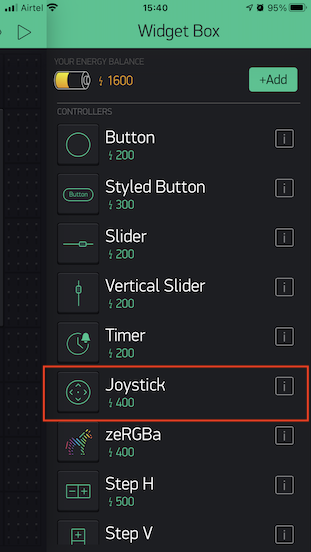 Airtel
15:40
95%
Widget Box
YOUR ENERGY BALANCE
1600
+Add
CONTROLLERS
Button
200
Button
Styled Button
300
Slider
200
Vertical Slider
200
Timer
200
Joystick
400
zeRGBa
400
Step H
500
Step V